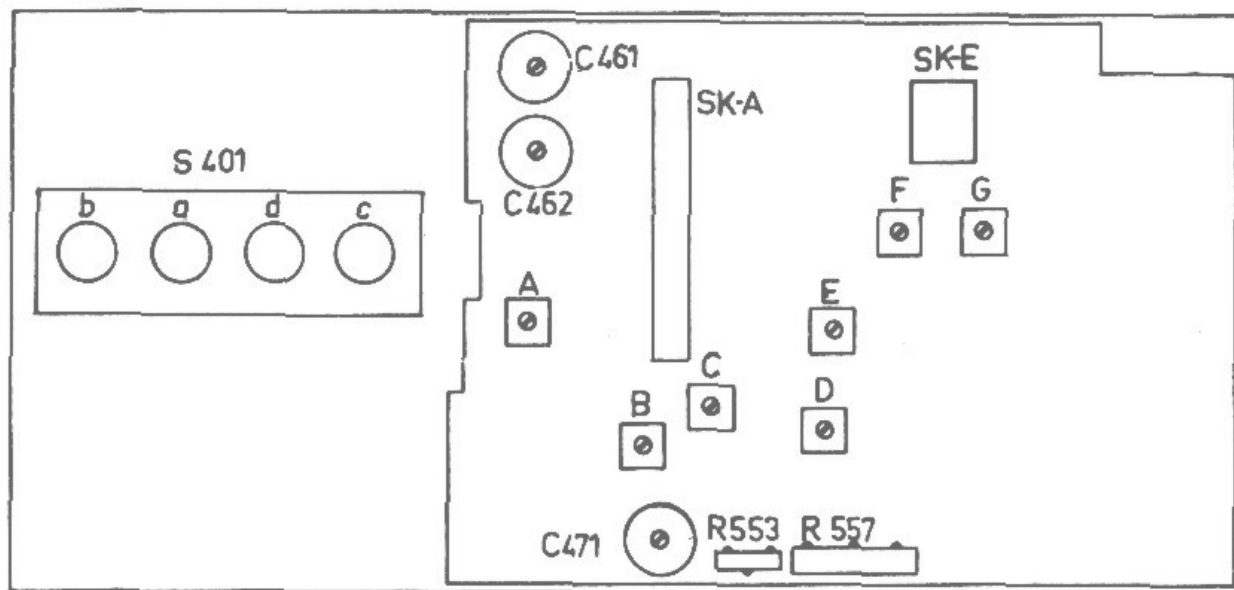 C461
SK-E
SK-A
S 401
C462
b a d c
F G
A
E
C
B
D
C471
R553
R 557